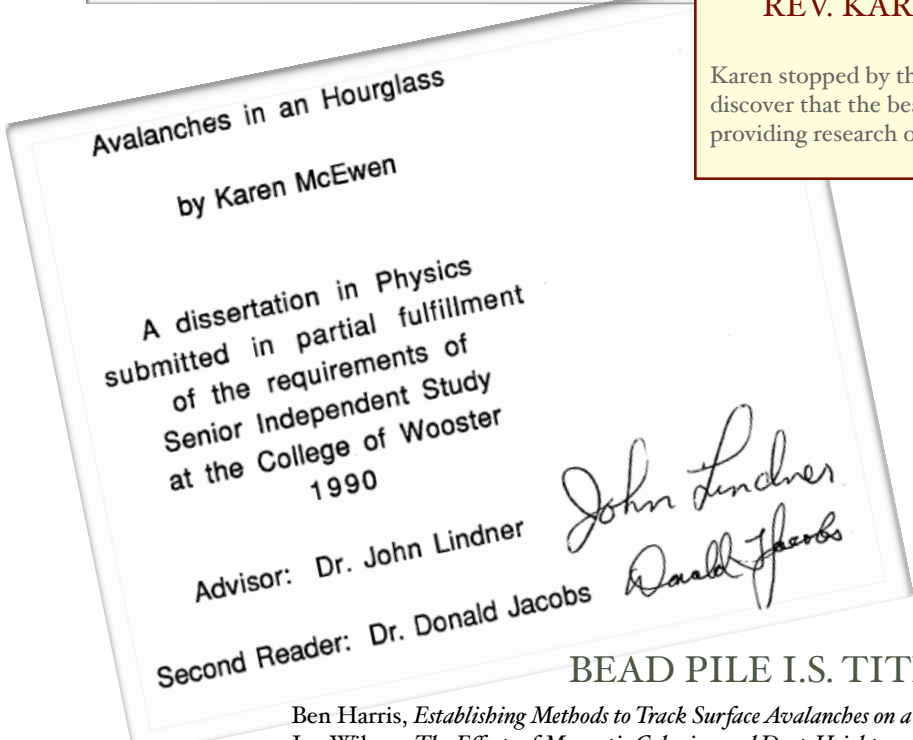 REV. KAR
Karen stopped by th
discover that the bea
providing research o
Avalanches in an Hourglass
by Karen McEwen
A dissertation in Physics
submitted in partial fulfillment
of the requirements of
Senior Independent Study
at the College of Wooster
1990
Advisor: Dr. John Lindner John Lindner
Second Reader: Dr. Donald Jacobs Donald Jacobs
BEAD PILE I.S. TIT
Ben Harris, Establishing Methods to Track Surface Avalanches on a